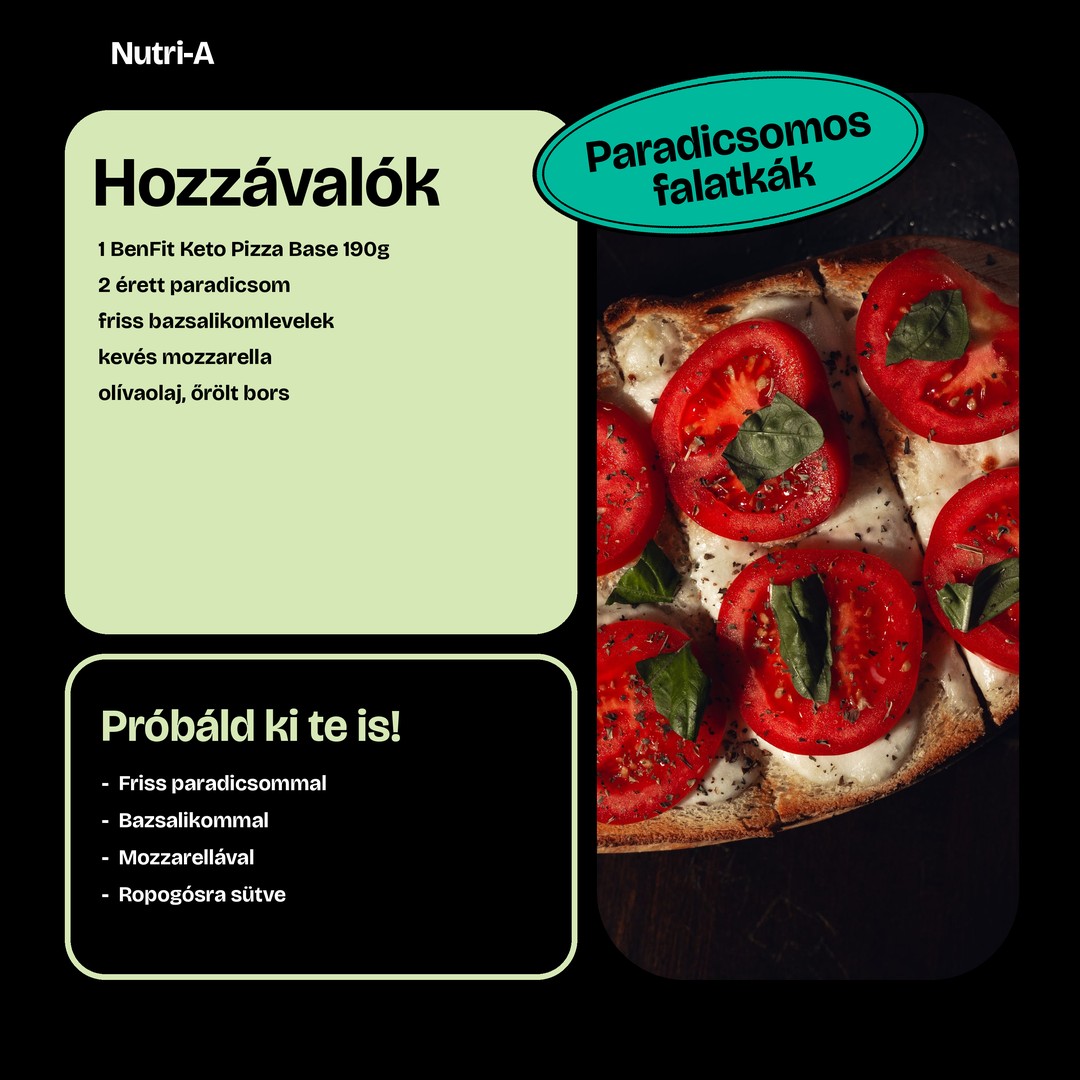 Nutri-A
Paradicsomos
falatkák
Hozzávalók
1 BenFit Keto Pizza Base 190g
2 érett paradicsom
friss bazsalikomlevelek
kevés mozzarella
olívaolaj, őrölt bors
Próbáld ki te is!
- Friss paradicsommal
- Bazsalikommal
- Mozzarellával
- Ropogósra sütve